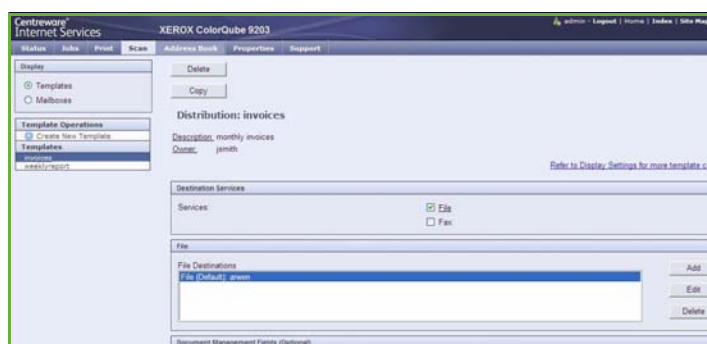 Centreware®
Internet Services
XEROX ColorQube 9203
admin - Logout | Home | Index | Site Map
Status Jobs Print Scan Address Book Properties Support
Display
Templates
Mailboxes
Template Operations
Create New Template
Templates
invoices
weeklyreport
Delete
Copy
Distribution: invoices
Description: monthly invoices
Owner: jsmith
Refer to Display Settings for more template c
Destination Services
Services:
File
Fax
File
File Destinations
File (Default): arwen
Add
Edit
Delete
Document Management Fields (Optional)